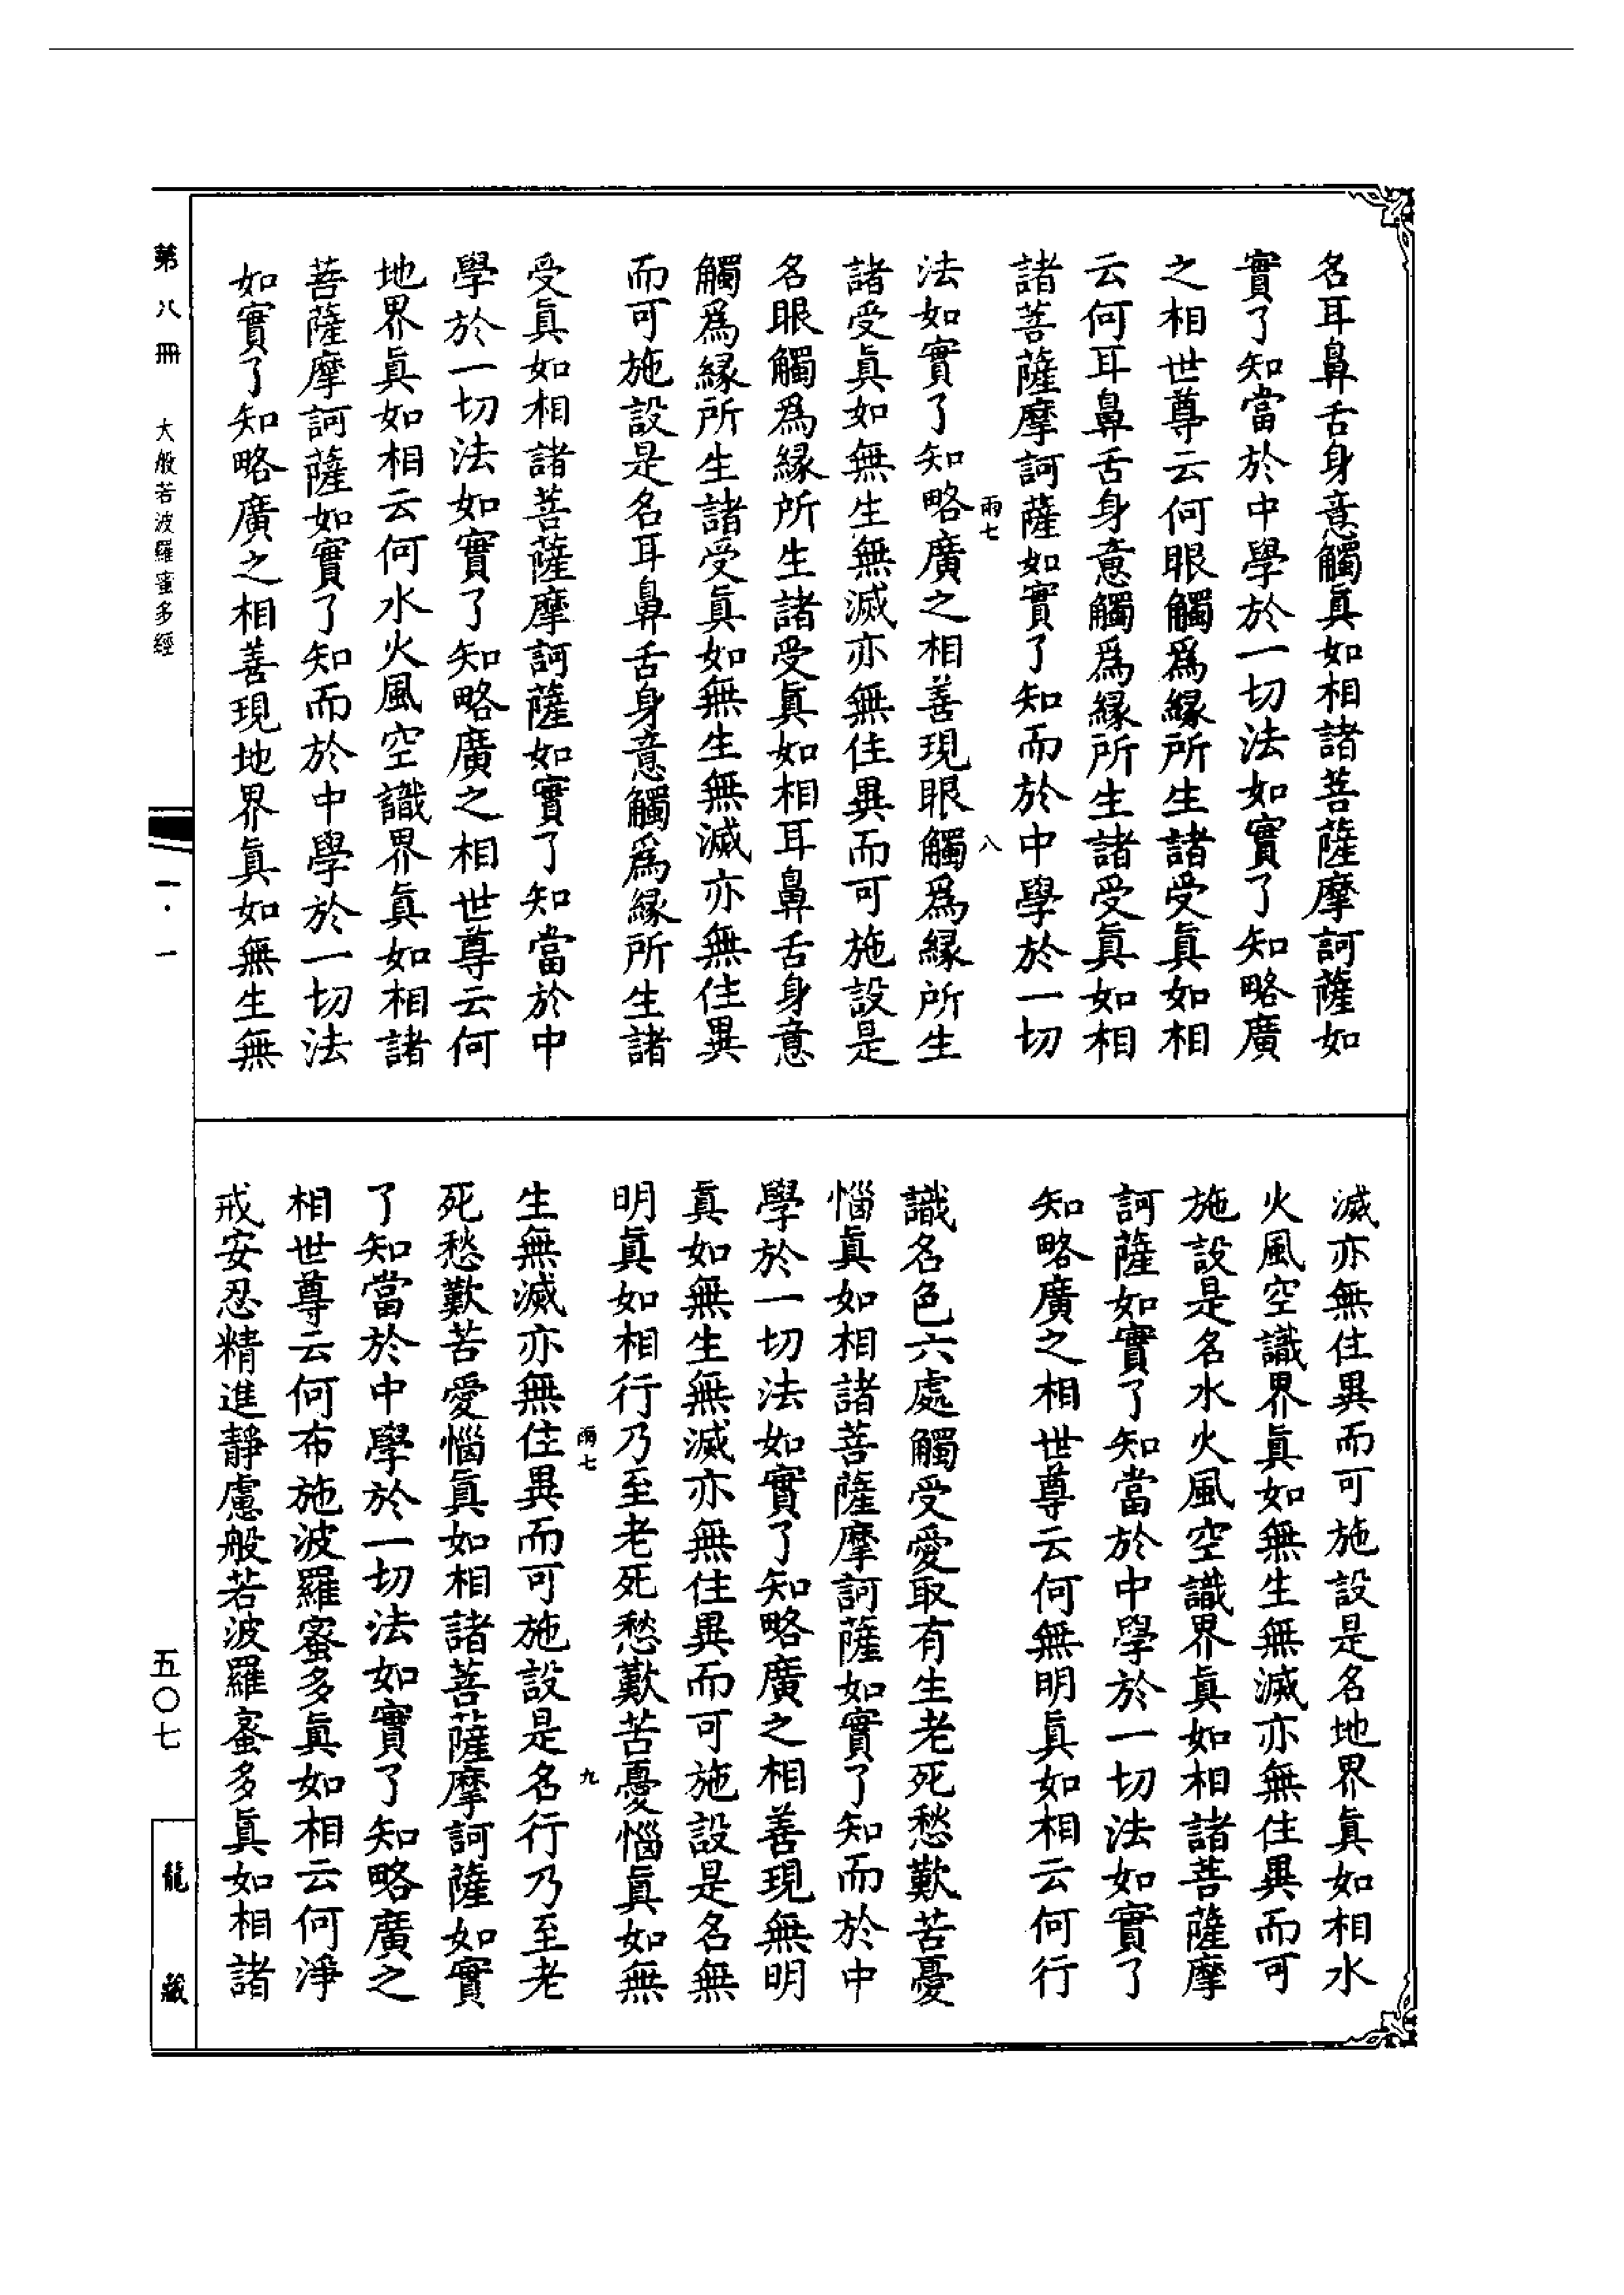 名耳鼻舌身意觸真如相諸菩薩摩訶薩如
實了知當於中學於一切法如實了知略廣
之相世尊云何眼觸爲緣所生諸受真如相
云何耳鼻舌身意觸爲緣所生諸受真如相
諸菩薩摩訶薩如實了知而於中學於一切
雨七
八
法如實了知略廣之相善現眼觸爲緣所生
諸受真如無生無滅亦無住異而可施設是
名眼觸爲緣所生諸受真如相耳鼻舌身意
觸爲緣所生諸受真如無生無滅亦無住異
而可施設是名耳鼻舌身意觸爲緣所生諸
受真如相諸菩薩摩訶薩如實了知當於中
學於一切法如實了知略廣之相世尊云何
地界真如相云何水火風空識界真如相諸
菩薩摩訶薩如實了知而於中學於一切法
如實了知略廣之相善現地界真如無生無
滅亦無住異而可施設是名地界真如相水
火風空識界真如無生無滅亦無住異而可
施設是名水火風空識界真如相諸菩薩摩
訶薩如實了知當於中學於一切法如實了
知略廣之相世尊云何無明真如相云何行
識名色六處觸受愛取有生老死愁歎苦憂
惱真如相諸菩薩摩訶薩如實了知而於中
學於一切法如實了知略廣之相善現無明
真如無生無滅亦無住異而可施設是名無
明真如相行乃至老死愁歎苦憂惱真如無
雨七
九
生無滅亦無住異而可施設是名行乃至老
死愁歎苦愛惱真如相諸菩薩摩訶薩如實
了知當於中學於一切法如實了知略廣之
相世尊云何布施波羅蜜多真如相云何淨
戒安忍精進靜慮般若波羅蜜多真如相諸
第八冊
大般若波羅蜜多經
一·一
五〇七
龍藏